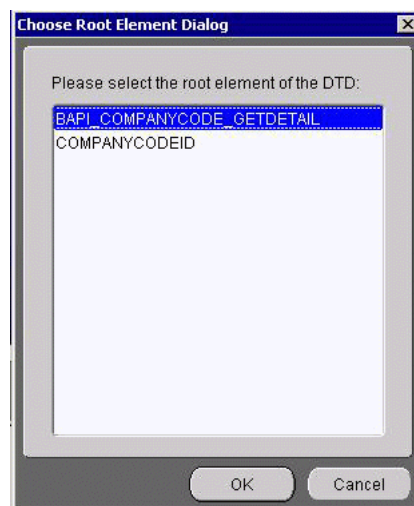 Choose Root Element Dialog
Please select the root element of the DTD:
BAPI_COMPANYCODE_GETDETAIL
COMPANYCODEID
OK Cancel